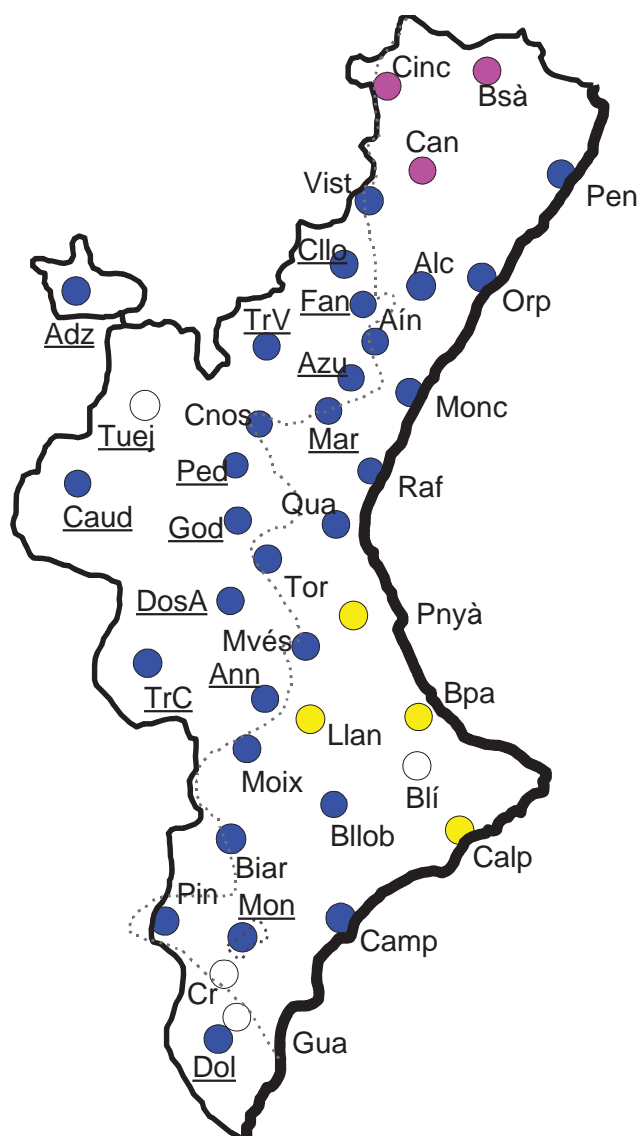 Cinc
Bsà
Can
Vist
Pen
Cllo
Alc
Orp
Fan
Adz
TrV
Aín
Azu
Monc
Cnos
Mar
Tuej
Ped
Raf
Caud
Qua
God
Tor
DosA
Pnyà
Mvés
TrC
Ann
Bpa
Llan
Moix
Blí
Bllob
Biar
Calp
Pin
Mon
Camp
Cr
Gua
Dol